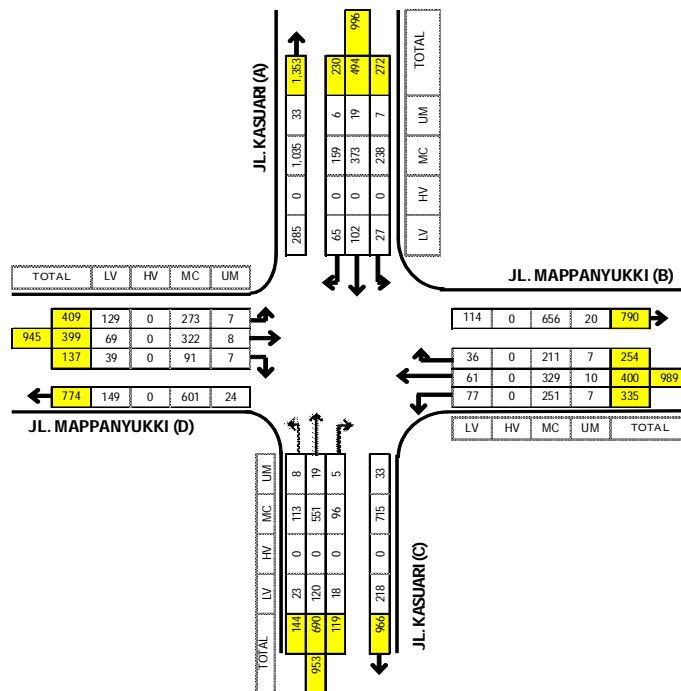 996
1,353 230 494 272 TOTAL
JL. KASUARI (A)
33 6 19 7 UM
1,035 159 373 238 MC
0 0 0 0 HV
285 65 102 27 LV
TOTAL LV HV MC UM
409 129 0 273 7
945 399 69 0 322 8
137 39 0 91 7
774 149 0 601 24
JL. MAPPANYUKKI (D)
JL. MAPPANYUKKI (B)
114 0 656 20 790
36 0 211 7 254
61 0 329 10 400 989
77 0 251 7 335
LV HV MC UM TOTAL
UM 8 19 5 33
MC 113 551 96 715
HV 0 0 0 0
LV 23 120 18 218
TOTAL 144 690 119 966
953
JL. KASUARI (C)